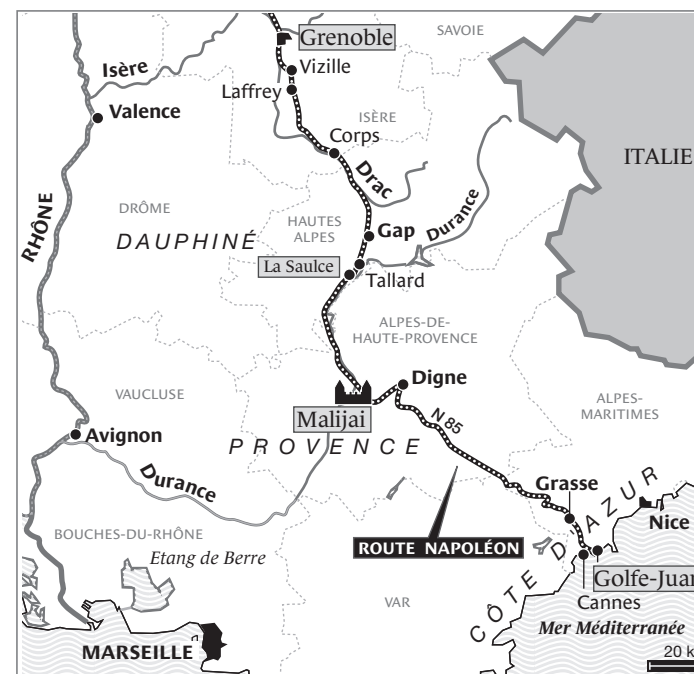 SAVOIE
Grenoble
Isère
Vizille
Laffrey
Valence
ISÈRE
Corps
ITALIE
Drac
RHÔNE
DRÔME
HAUTES
ALPES
Durance
DAUPHINÉ
Gap
La Saulce
Tallard
ALPES-DE-
HAUTE-PROVENCE
Digne
VAUCLUSE
ALPES-
MARITIMES
Malijai
N 85
Avignon
PROVENCE
Durance
Grasse
CÔTE D'AZUR
Nice
BOUCHES-DU-RHÔNE
Etang de Berre
ROUTE NAPOLÉON
Golfe-Juan
Cannes
VAR
Mer Méditerranée
MARSEILLE
20 k